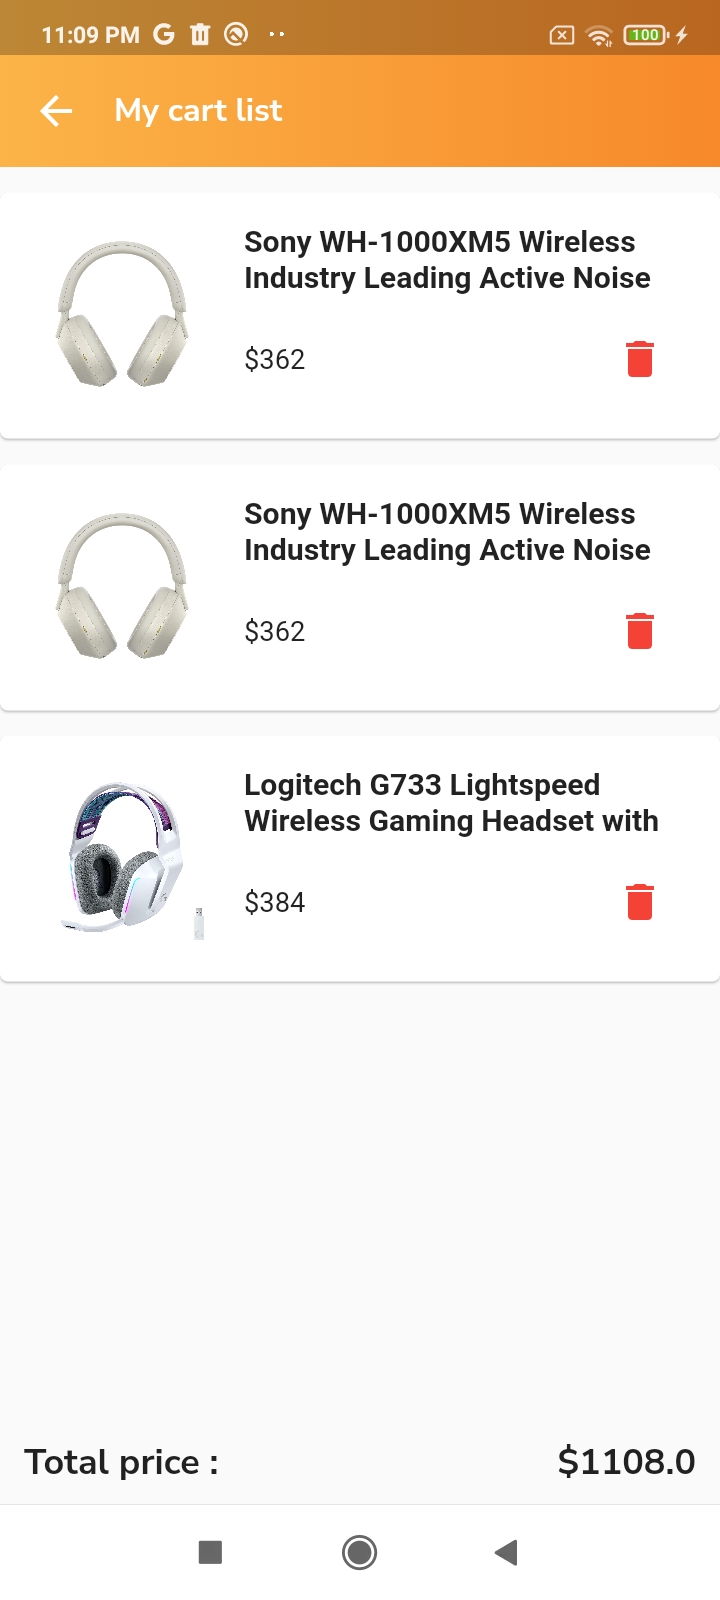 11:09 PM
100
My cart list
Sony WH-1000XM5 Wireless
Industry Leading Active Noise
$362
Sony WH-1000XM5 Wireless
Industry Leading Active Noise
$362
Logitech G733 Lightspeed
Wireless Gaming Headset with
$384
Total price : $1108.0